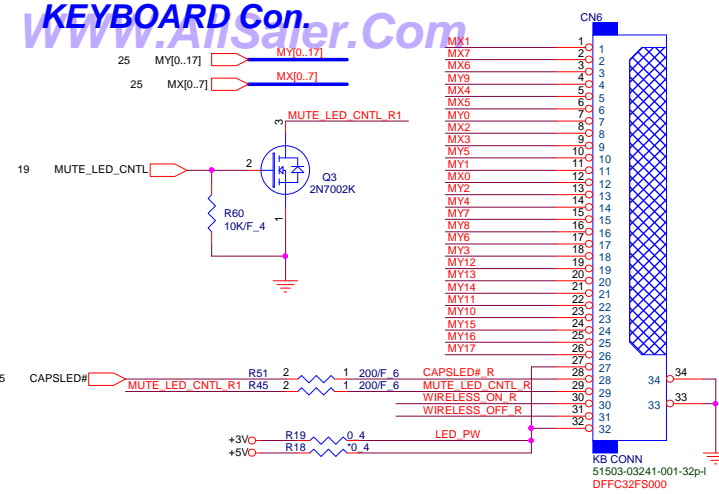 KEYBOARD Con.
WWW.AliSaler.Com
CN6
25 MY[0..17] MY[0..17]
25 MX[0..7] MX[0..7]
3 MUTE_LED_CNTL_R1
19 MUTE_LED_CNTL 2
Q3
2N7002K
1
R60
10K/F_4
MX1 1 1
MX7 2 2
MX6 3 3
MY9 4 4
MX4 5 5
MX5 6 6
MY0 7 7
MX2 8 8
MX3 9 9
MY5 10 10
MY1 11 11
MX0 12 12
MY2 13 13
MY4 14 14
MY7 15 15
MY8 16 16
MY6 17 17
MY3 18 18
MY12 19 19
MY13 20 20
MY14 21 21
MY11 22 22
MY10 23 23
MY15 24 24
MY16 25 25
MY17 26 26
27 27
5 CAPSLED# R51 2 1 200/F_6 CAPSLED#_R 28 28
MUTE_LED_CNTL_R1 R45 2 1 200/F_6 MUTE_LED_CNTL_R 29 29
WIRELESS_ON_R 30 30
WIRELESS_OFF_R 31 31
32 32
34 34
33 33
+3V R19 0_4 LED_PW
+5V R18 *0_4
KB CONN
51503-03241-001-32p-l
DFFC32FS000